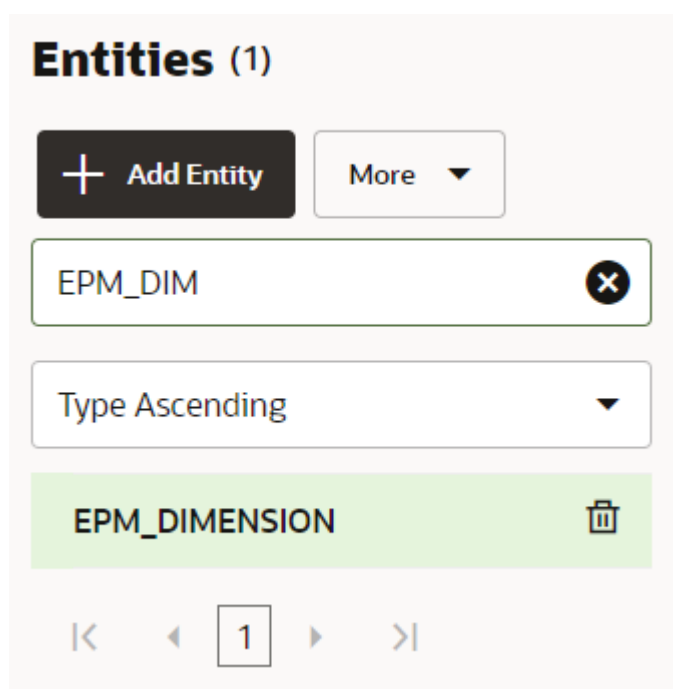 Entities (1)
Add Entity
More
EPM_DIM
Type Ascending
EPM_DIMENSION
1